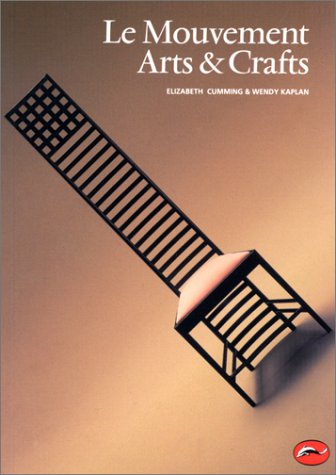 Le Mouvement
Arts & Crafts
ELIZABETH CUMMING & WENDY KAPLAN